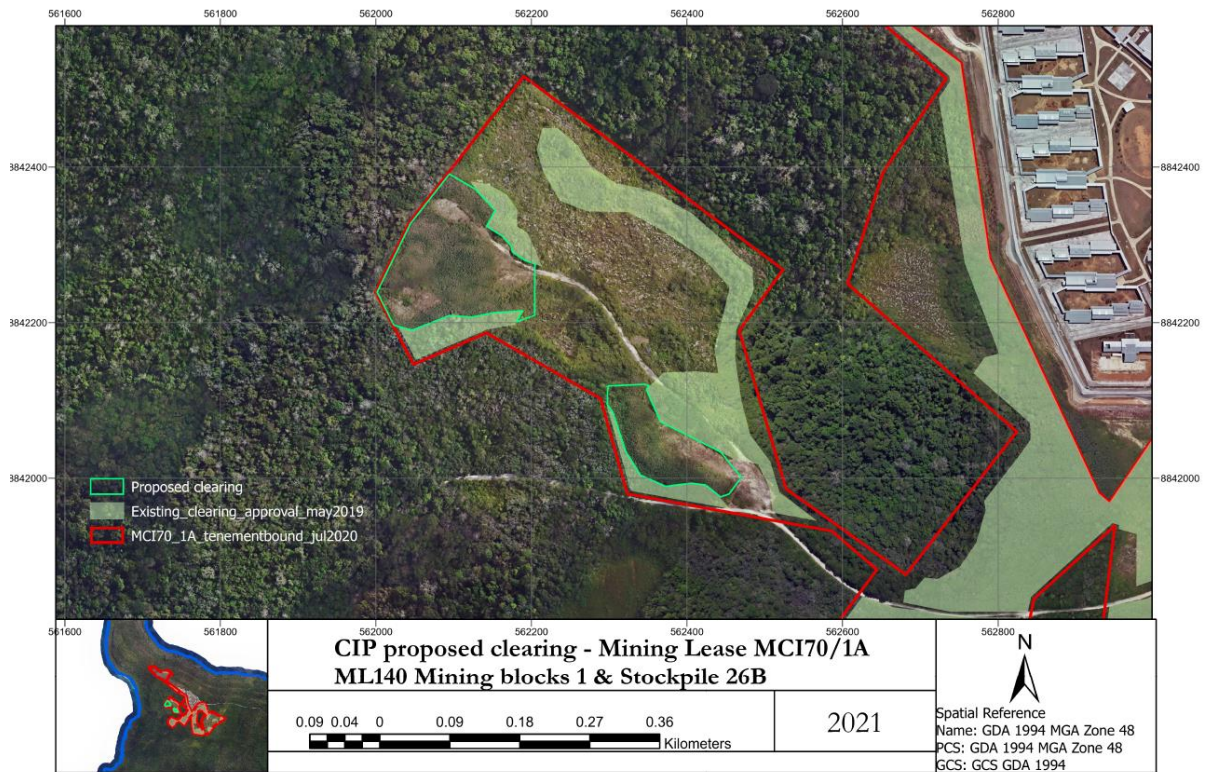 561600 561800 562000 562200 562400 562600 562800
8842400 8842400
8842200 8842200
8842000 8842000
Proposed clearing
Existing_clearing_approval_may2019
MCI70_1A_tenementbound_jul2020
561600 561800 562000 562200 562400 562600 562800
CIP proposed clearing - Mining Lease MCI70/1A
ML140 Mining blocks 1 & Stockpile 26B
0.09 0.04 0 0.09 0.18 0.27 0.36
Kilometers
2021
N
Spatial Reference
Name: GDA 1994 MGA Zone 48
PCS: GDA 1994 MGA Zone 48
GCS: GCS GDA 1994